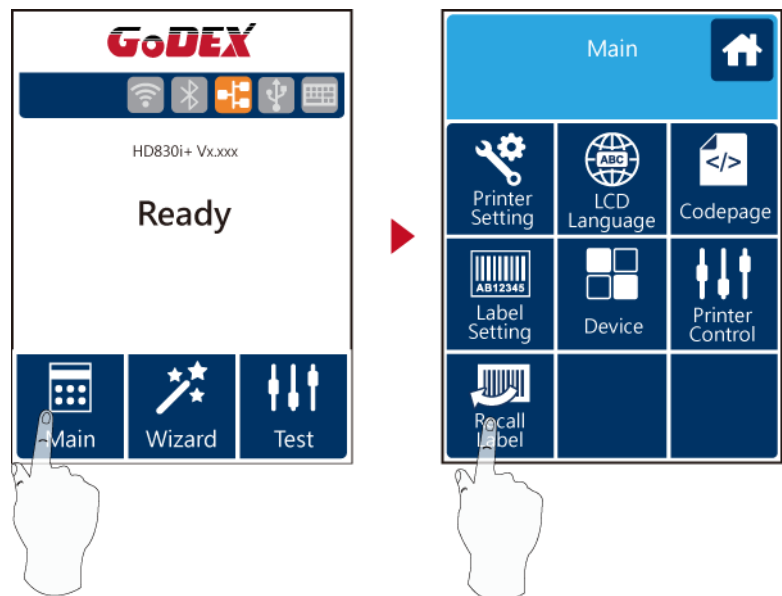 GoDEX
HD830i+ Vx.xxx
Ready
Main
Wizard
Test
Main
Printer
Setting
ABC
LCD
Language
</>
Codepage
AB12345
Label
Setting
Device
Printer
Control
Recall
Label